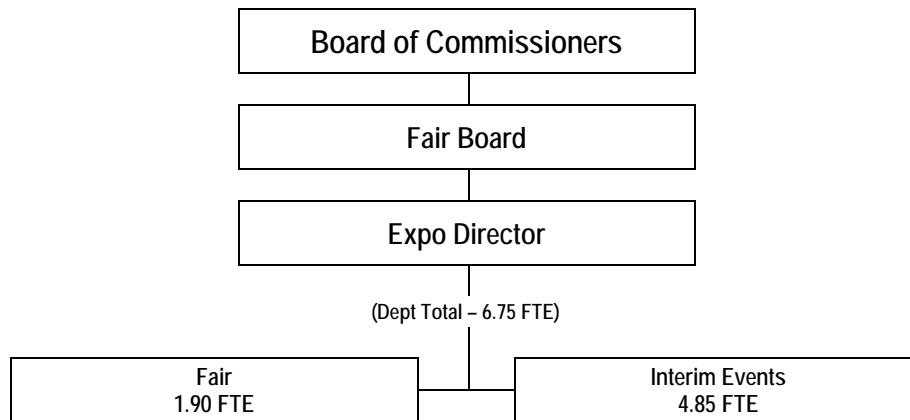 Board of Commissioners
Fair Board
Expo Director
(Dept Total – 6.75 FTE)
Fair
1.90 FTE
Interim Events
4.85 FTE